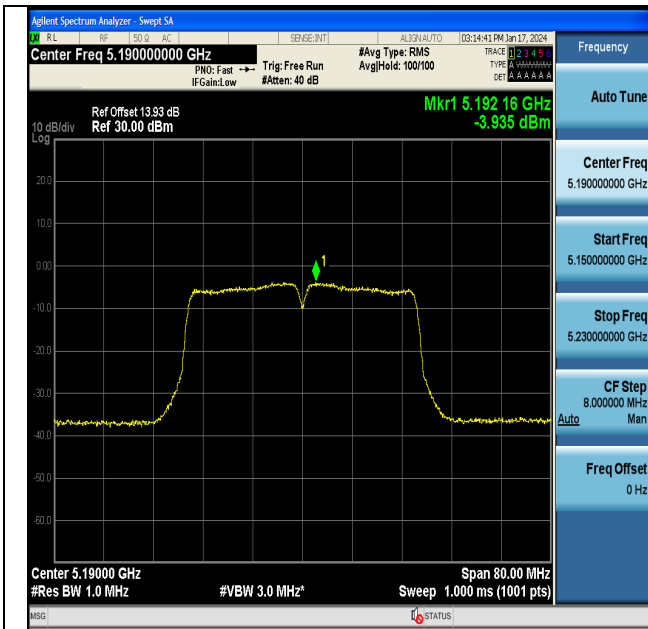 Agilent Spectrum Analyzer - Swept SA
LXI RL RF 50 Ω AC SENSE:INT ALIGN AUTO 03:14:41 PM Jan 17, 2024
Center Freq 5.190000000 GHz
PNO: Fast
IFGain:Low
Trig: Free Run
#Atten: 40 dB
#Avg Type: RMS
Avg|Hold: 100/100
TRACE 1 2 3 4 5 6
TYPE A
DET A A A A A A
Ref Offset 13.93 dB
10 dB/div Ref 30.00 dBm
Log
Mkr1 5.192 16 GHz
-3.935 dBm
20.0
10.0
0.00
-10.0
-20.0
-30.0
-40.0
-50.0
-60.0
1
Center 5.19000 GHz Span 80.00 MHz
#Res BW 1.0 MHz #VBW 3.0 MHz* Sweep 1.000 ms (1001 pts)
MSG STATUS
Frequency
Auto Tune
Center Freq
5.190000000 GHz
Start Freq
5.150000000 GHz
Stop Freq
5.230000000 GHz
CF Step
8.000000 MHz
Auto Man
Freq Offset
0 Hz